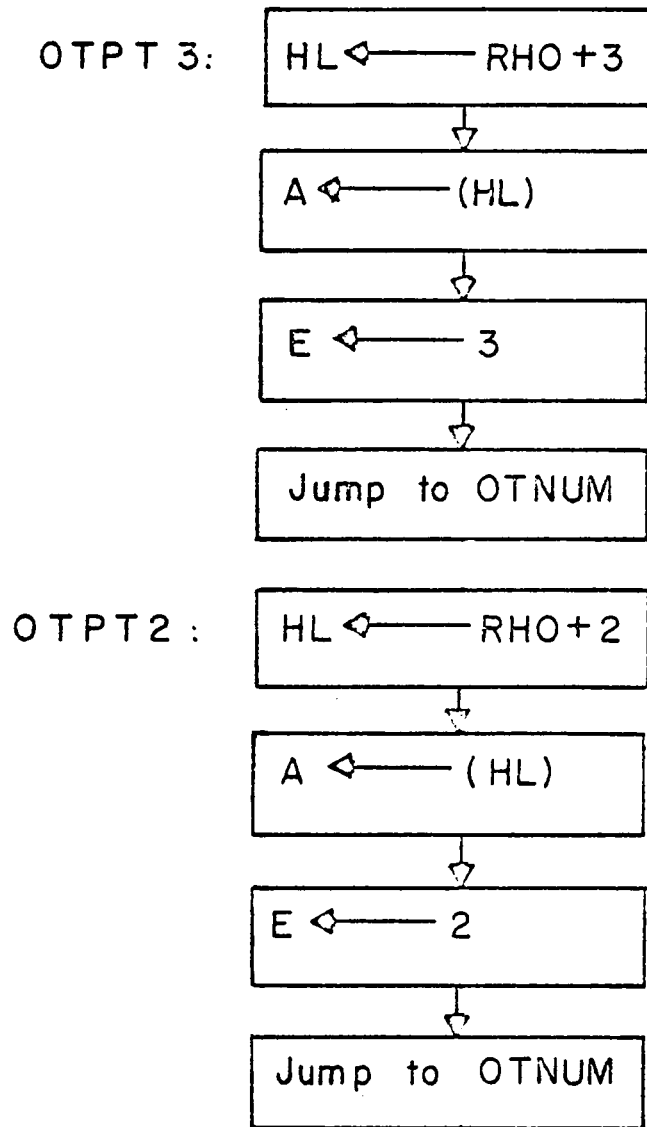 OTPT 3: HL ← RHO+3
A ← (HL)
E ← 3
Jump to OTNUM
OTPT2: HL ← RHO+2
A ← (HL)
E ← 2
Jump to OTNUM